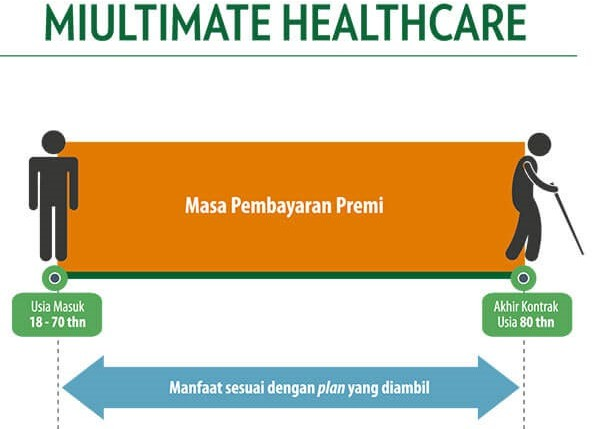 MIULTIMATE HEALTHCARE
Masa Pembayaran Premi
Usia Masuk
18 - 70 thn
Akhir Kontrak
Usia 80 thn
Manfaat sesuai dengan plan yang diambil